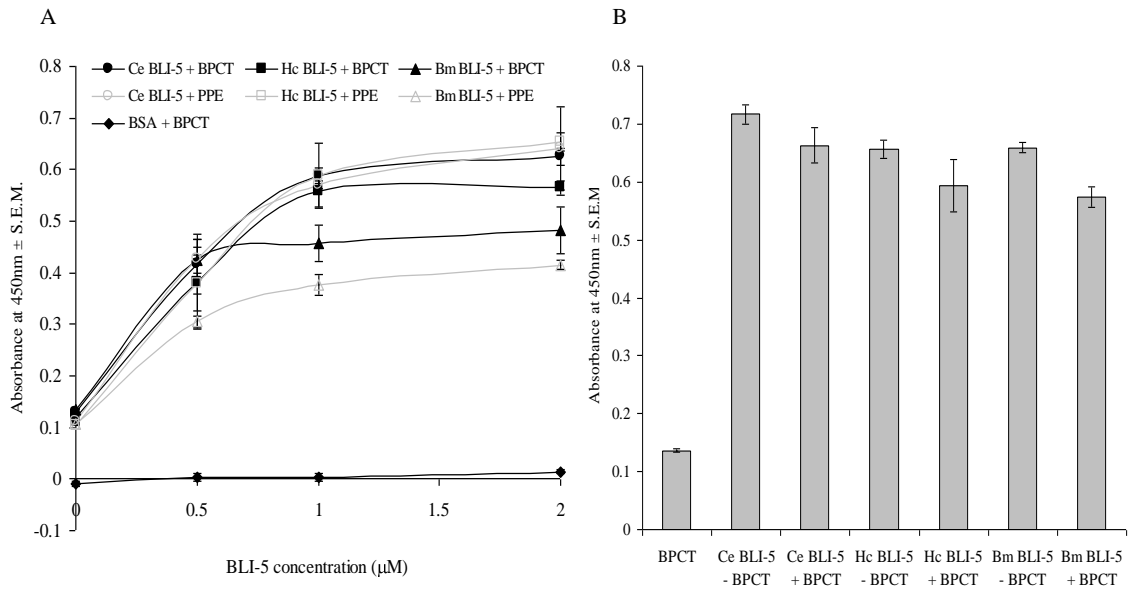 A
B
Absorbance at 450nm ± S.E.M.
0.8
0.7
0.6
0.5
0.4
0.3
0.2
0.1
0
-0.1
Ce BLI-5 + BPCT
Hc BLI-5 + BPCT
Bm BLI-5 + BPCT
Ce BLI-5 + PPE
Hc BLI-5 + PPE
Bm BLI-5 + PPE
BSA + BPCT
0
0.5
1
1.5
2
BLI-5 concentration (µM)
Absorbance at 450nm ± S.E.M
0.8
0.7
0.6
0.5
0.4
0.3
0.2
0.1
0
BPCT
Ce BLI-5
- BPCT
Ce BLI-5
+ BPCT
Hc BLI-5
- BPCT
Hc BLI-5
+ BPCT
Bm BLI-5
- BPCT
Bm BLI-5
+ BPCT